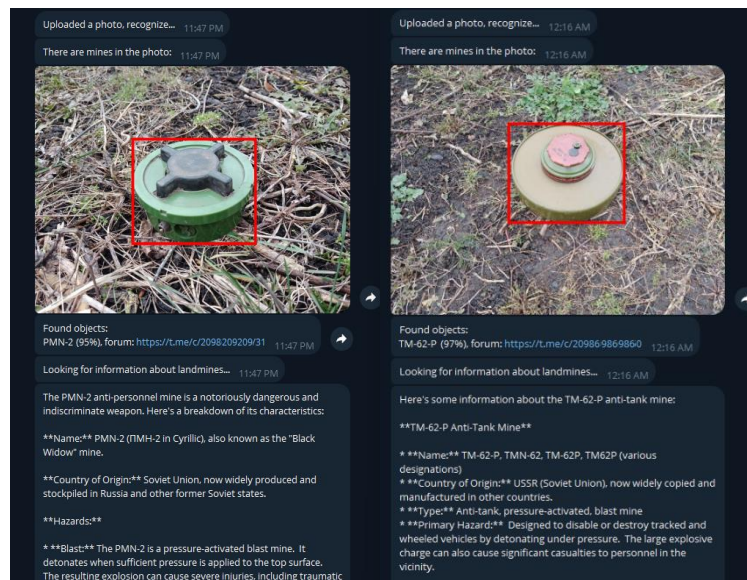 Uploaded a photo, recognize... 11:47 PM
There are mines in the photo: 11:47 PM
Found objects:
PMN-2 (95%), forum: https://t.me/c/2098209209/31 11:47 PM
Looking for information about landmines... 11:47 PM
The PMN-2 anti-personnel mine is a notoriously dangerous and
indiscriminate weapon. Here's a breakdown of its characteristics:
**Name:** PMN-2 (ПМН-2 in Cyrillic), also known as the "Black
Widow" mine.
**Country of Origin:** Soviet Union, now widely produced and
stockpiled in Russia and other former Soviet states.
**Hazards:**
* **Blast:** The PMN-2 is a pressure-activated blast mine. It
detonates when sufficient pressure is applied to the top surface.
The resulting explosion can cause severe injuries, including traumatic
Uploaded a photo, recognize... 12:16 AM
There are mines in the photo: 12:16 AM
Found objects:
TM-62-P (97%), forum: https://t.me/c/209869869860 12:16 AM
Looking for information about landmines... 12:16 AM
Here's some information about the TM-62-P anti-tank mine:
**TM-62-P Anti-Tank Mine**
* **Name:** TM-62-P, TMN-62, TM-62P, TM62P (various
designations)
* **Country of Origin:** USSR (Soviet Union), now widely copied and
manufactured in other countries.
* **Type:** Anti-tank, pressure-activated, blast mine
* **Primary Hazard:** Designed to disable or destroy tracked and
wheeled vehicles by detonating under pressure. The large explosive
charge can also cause significant casualties to personnel in the
vicinity.